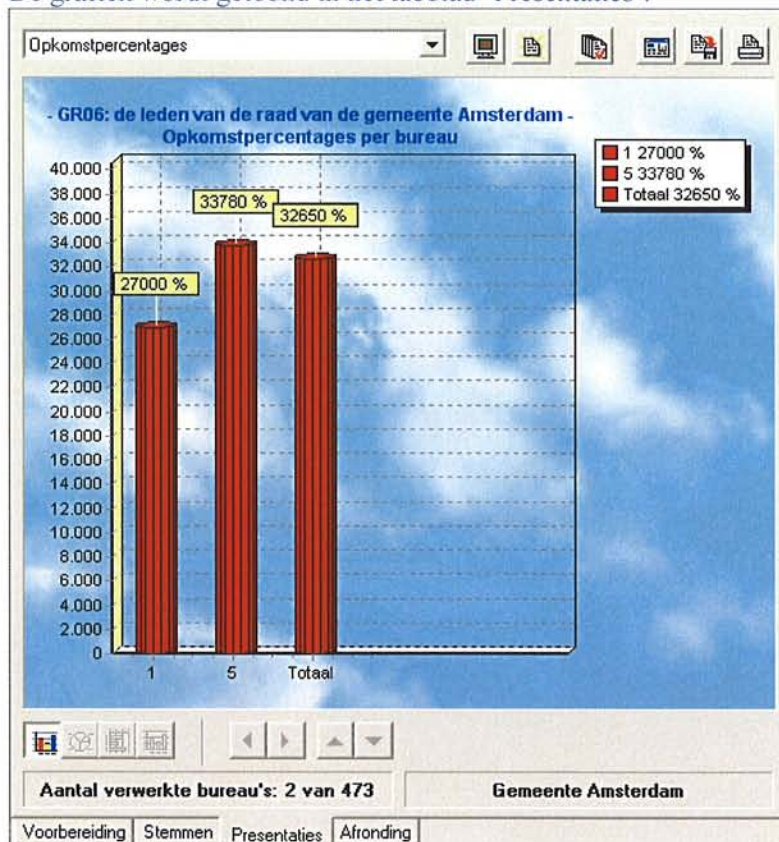 Opkomstpercentages
- GR06: de leden van de raad van de gemeente Amsterdam -
Opkomstpercentages per bureau
1 27000 %
5 33780 %
Totaal 32650 %
40.000
38.000
36.000
34.000
32.000
30.000
28.000
26.000
24.000
22.000
20.000
18.000
16.000
14.000
12.000
10.000
8.000
6.000
4.000
2.000
0
27000 %
33780 %
32650 %
1 5 Totaal
Aantal verwerkte bureau's: 2 van 473 Gemeente Amsterdam
Voorbereiding Stemmen Presentaties Afronding